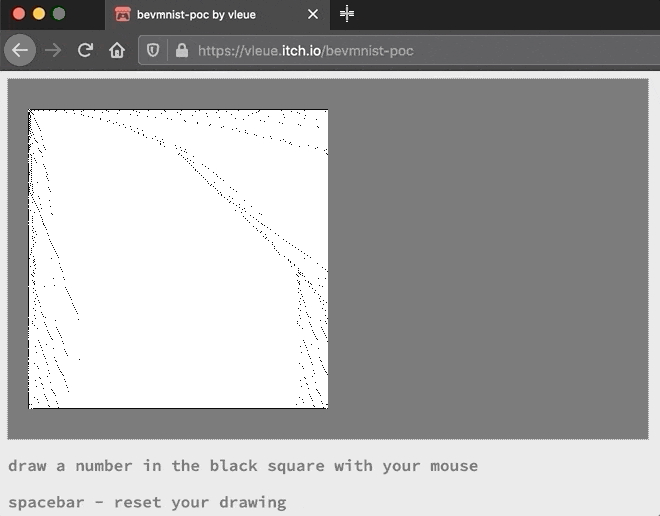 bevmnist-poc by vleue
https://vleue.itch.io/bevmnist-poc
draw a number in the black square with your mouse
spacebar - reset your drawing